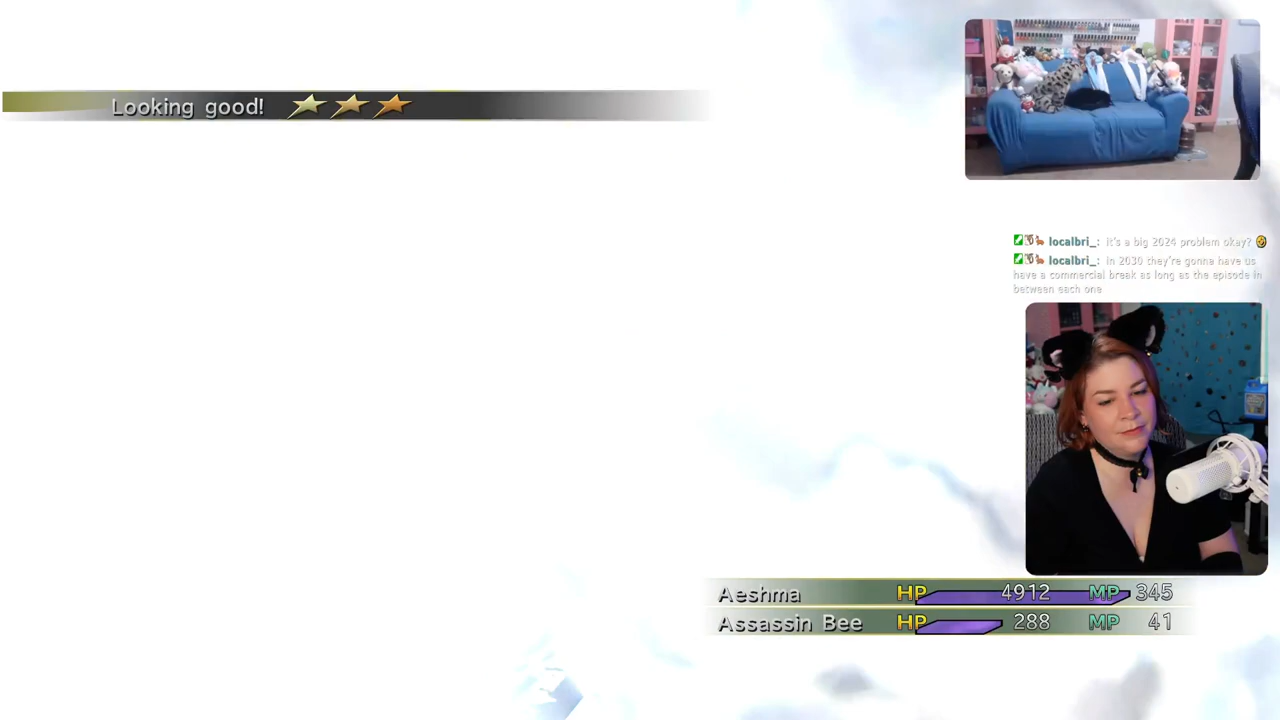 Looking good!
localbri_: it's a big 2024 problem okay?
localbri_: in 2030 they're gonna have us
have a commercial break as long as the episode in
between each one
Aeshma HP 4912 MP 345
Assassin Bee HP 288 MP 41